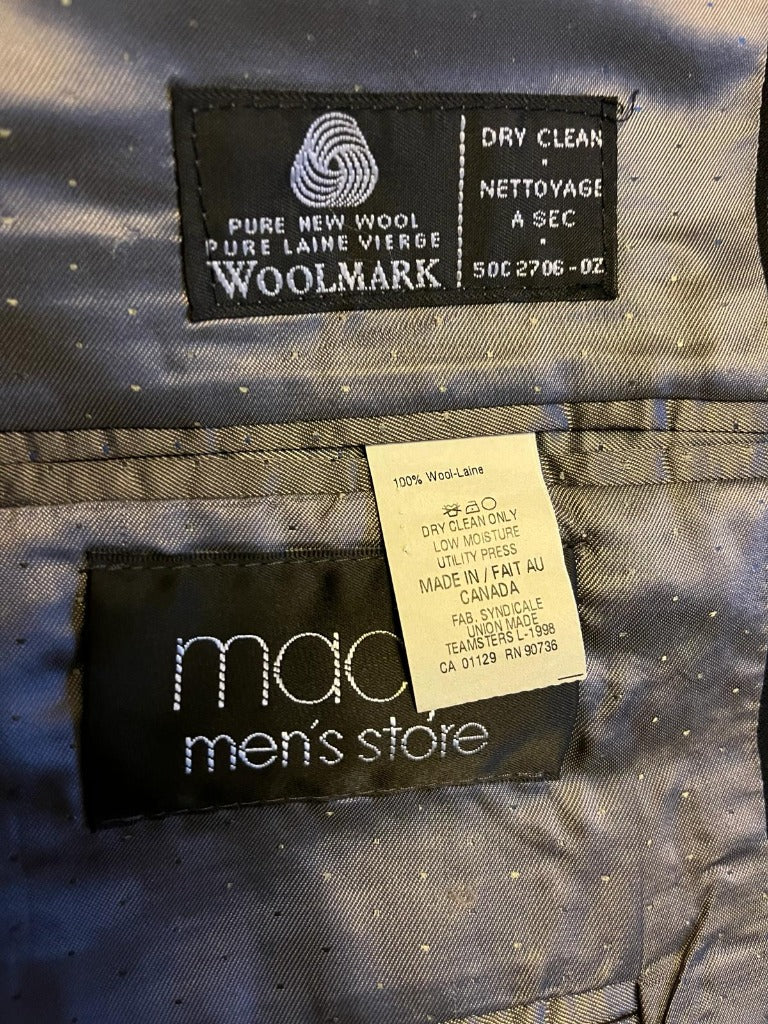 PURE NEW WOOL
PURE LAINE VIERGE
WOOLMARK
DRY CLEAN
NETTOYAGE
A SEC
50C2706-0Z
100% Wool-Laine
DRY CLEAN ONLY
LOW MOISTURE
UTILITY PRESS
MADE IN / FAIT AU
CANADA
FAB. SYNDICALE
UNION MADE
TEAMSTERS L-1998
CA 01129 RN 90736
mac
men's store